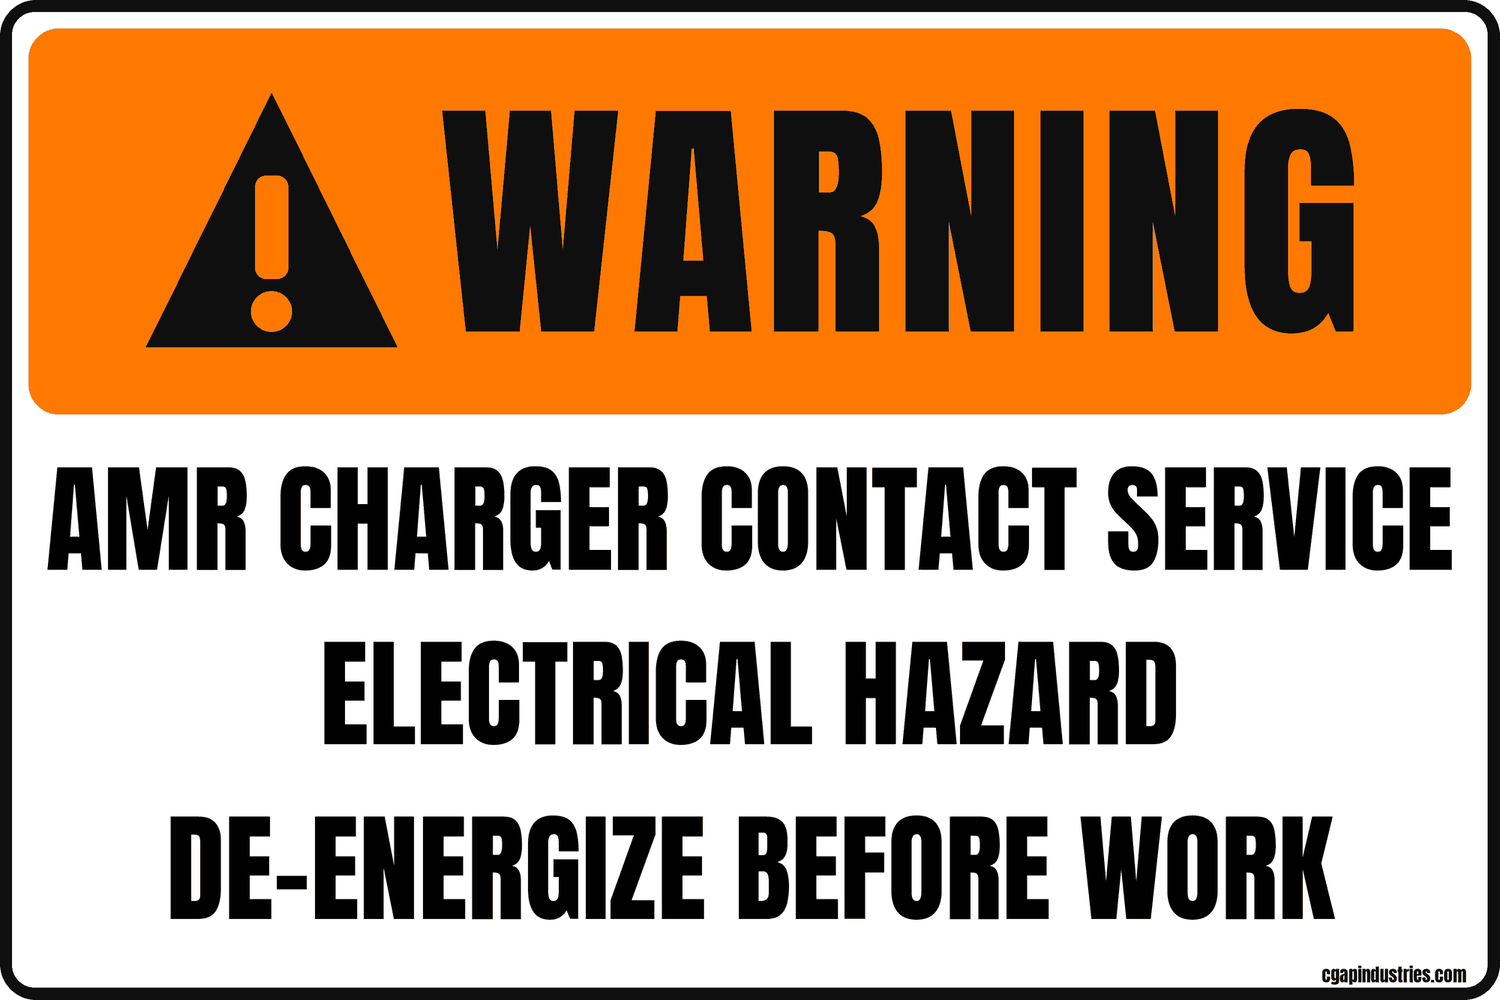 WARNING
AMR CHARGER CONTACT SERVICE
ELECTRICAL HAZARD
DE-ENERGIZE BEFORE WORK
cgapindustries.com